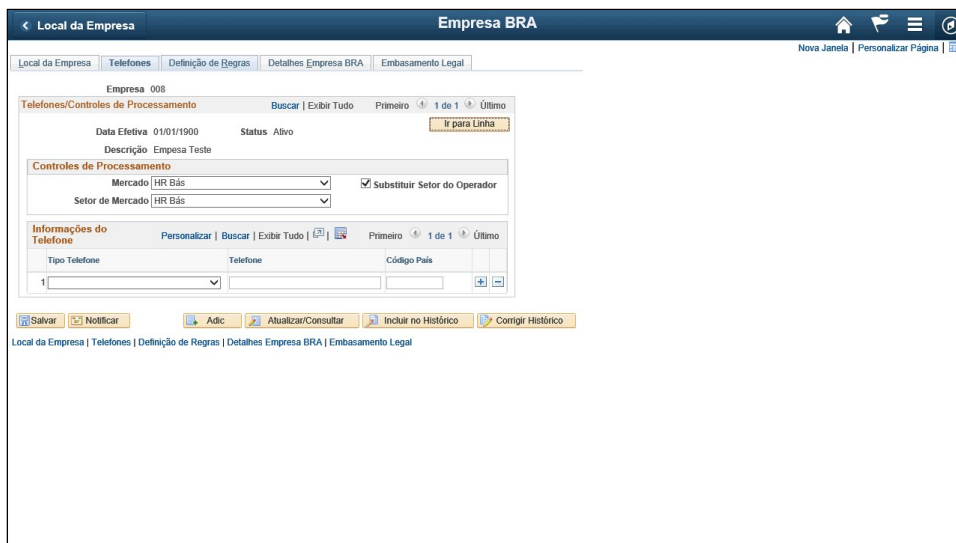 Local da Empresa Empresa BRA
Nova Janela | Personalizar Página |
Local da Empresa Telefones Definição de Regras Detalhes Empresa BRA Embasamento Legal
Empresa 008
Telefones/Controles de Processamento Buscar | Exibir Tudo Primeiro 1 de 1 Último
Ir para Linha
Data Efetiva 01/01/1900 Status Ativo
Descrição Empesa Teste
Controles de Processamento
Mercado HR Bás Substituir Setor do Operador
Setor de Mercado HR Bás
Informações do
Telefone Personalizar | Buscar | Exibir Tudo | | Primeiro 1 de 1 Último
Tipo Telefone Telefone Código País
1
Salvar Notificar Adic Atualizar/Consultar Incluir no Histórico Corrigir Histórico
Local da Empresa | Telefones | Definição de Regras | Detalhes Empresa BRA | Embasamento Legal